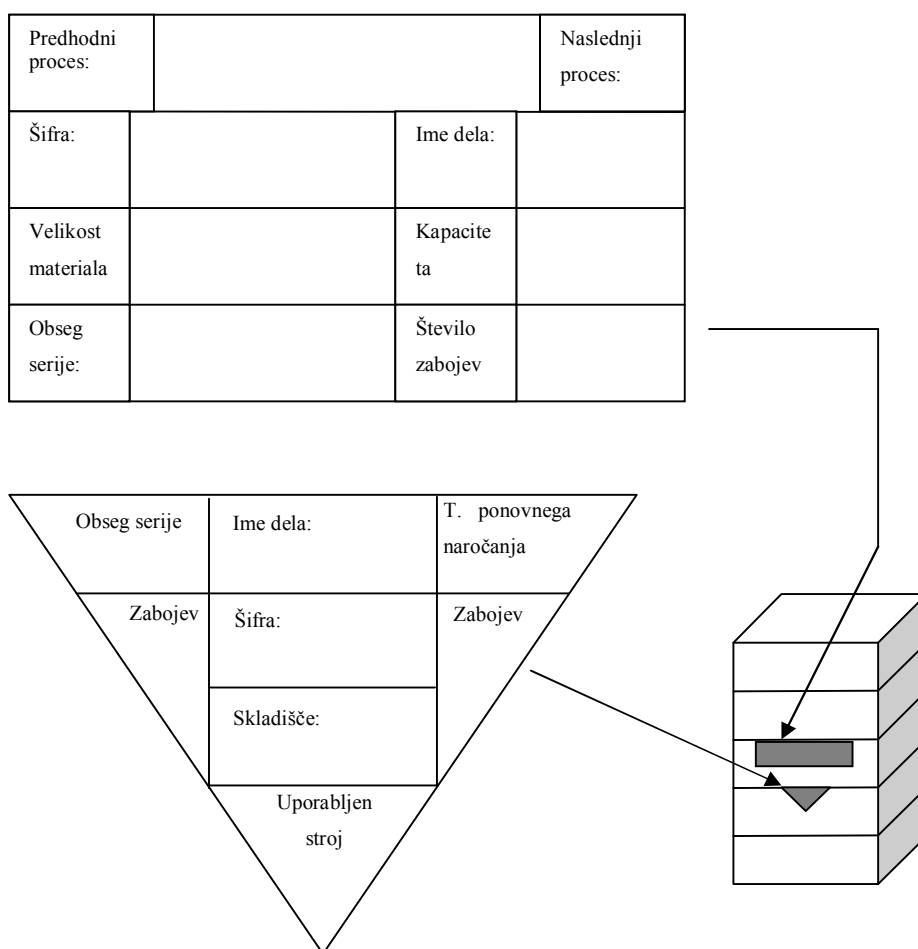 Predhodni
proces:
Naslednji
proces:
Šifra:
Ime dela:
Velikost
materiala
Kapacite
ta
Obseg
serije:
Število
zabojev
Obseg serije
Ime dela:
T. ponovnega
naročanja
Zabojev
Šifra:
Zabojev
Skladišče:
Uporabljen
stroj